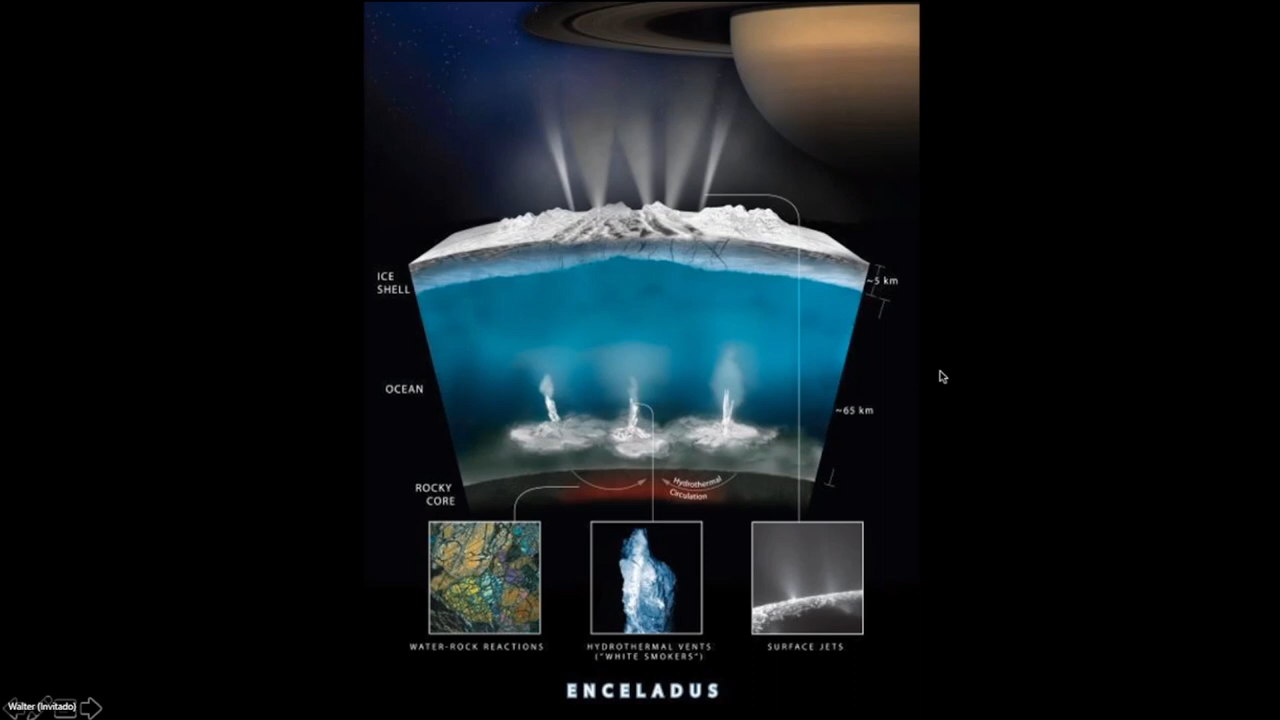 ICE
SHELL
~5 km
OCEAN
~65 km
ROCKY
CORE
Hydrothermal
Circulation
WATER-ROCK REACTIONS
HYDROTHERMAL VENTS
("WHITE SMOKERS")
SURFACE JETS
ENCELADUS
Walter (Invitado)